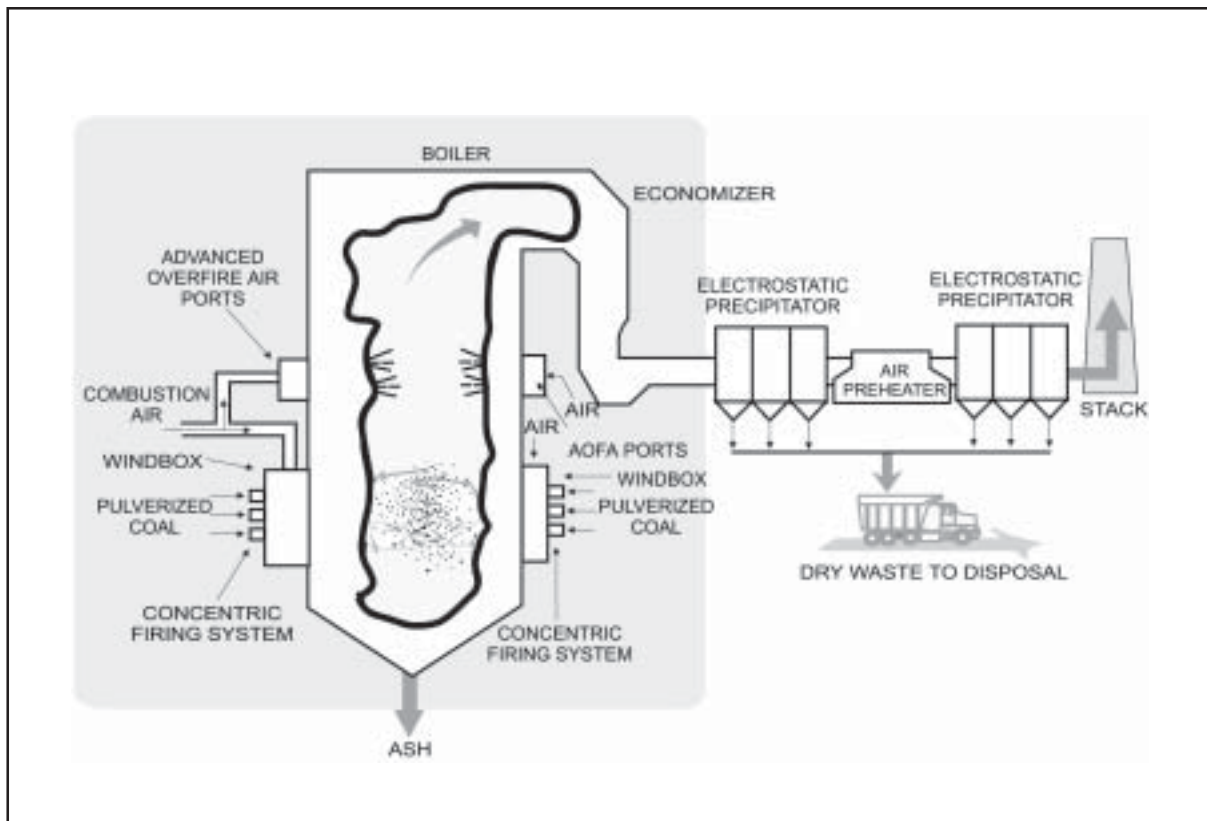 BOILER
ECONOMIZER
ADVANCED
OVERFIRE AIR
PORTS
ELECTROSTATIC
PRECIPITATOR
ELECTROSTATIC
PRECIPITATOR
AIR
PREHEATER
COMBUSTION
AIR
AIR
STACK
AIR
AOFA PORTS
WINDBOX
WINDBOX
PULVERIZED
COAL
PULVERIZED
COAL
DRY WASTE TO DISPOSAL
CONCENTRIC
FIRING SYSTEM
CONCENTRIC
FIRING SYSTEM
ASH